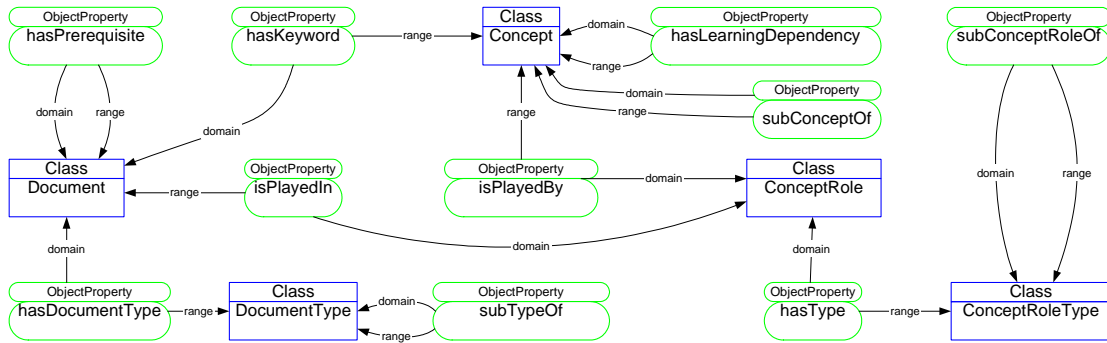 ObjectProperty
hasPrerequisite
ObjectProperty
hasKeyword
range
Class
Concept
domain
range
ObjectProperty
hasLearningDependency
ObjectProperty
subConceptRoleOf
domain
range
domain
range
domain
range
ObjectProperty
subConceptOf
Class
Document
range
ObjectProperty
isPlayedIn
ObjectProperty
isPlayedBy
domain
Class
ConceptRole
domain
range
domain
domain
domain
ObjectProperty
hasDocumentType
range
Class
DocumentType
domain
range
ObjectProperty
subTypeOf
ObjectProperty
hasType
range
Class
ConceptRoleType